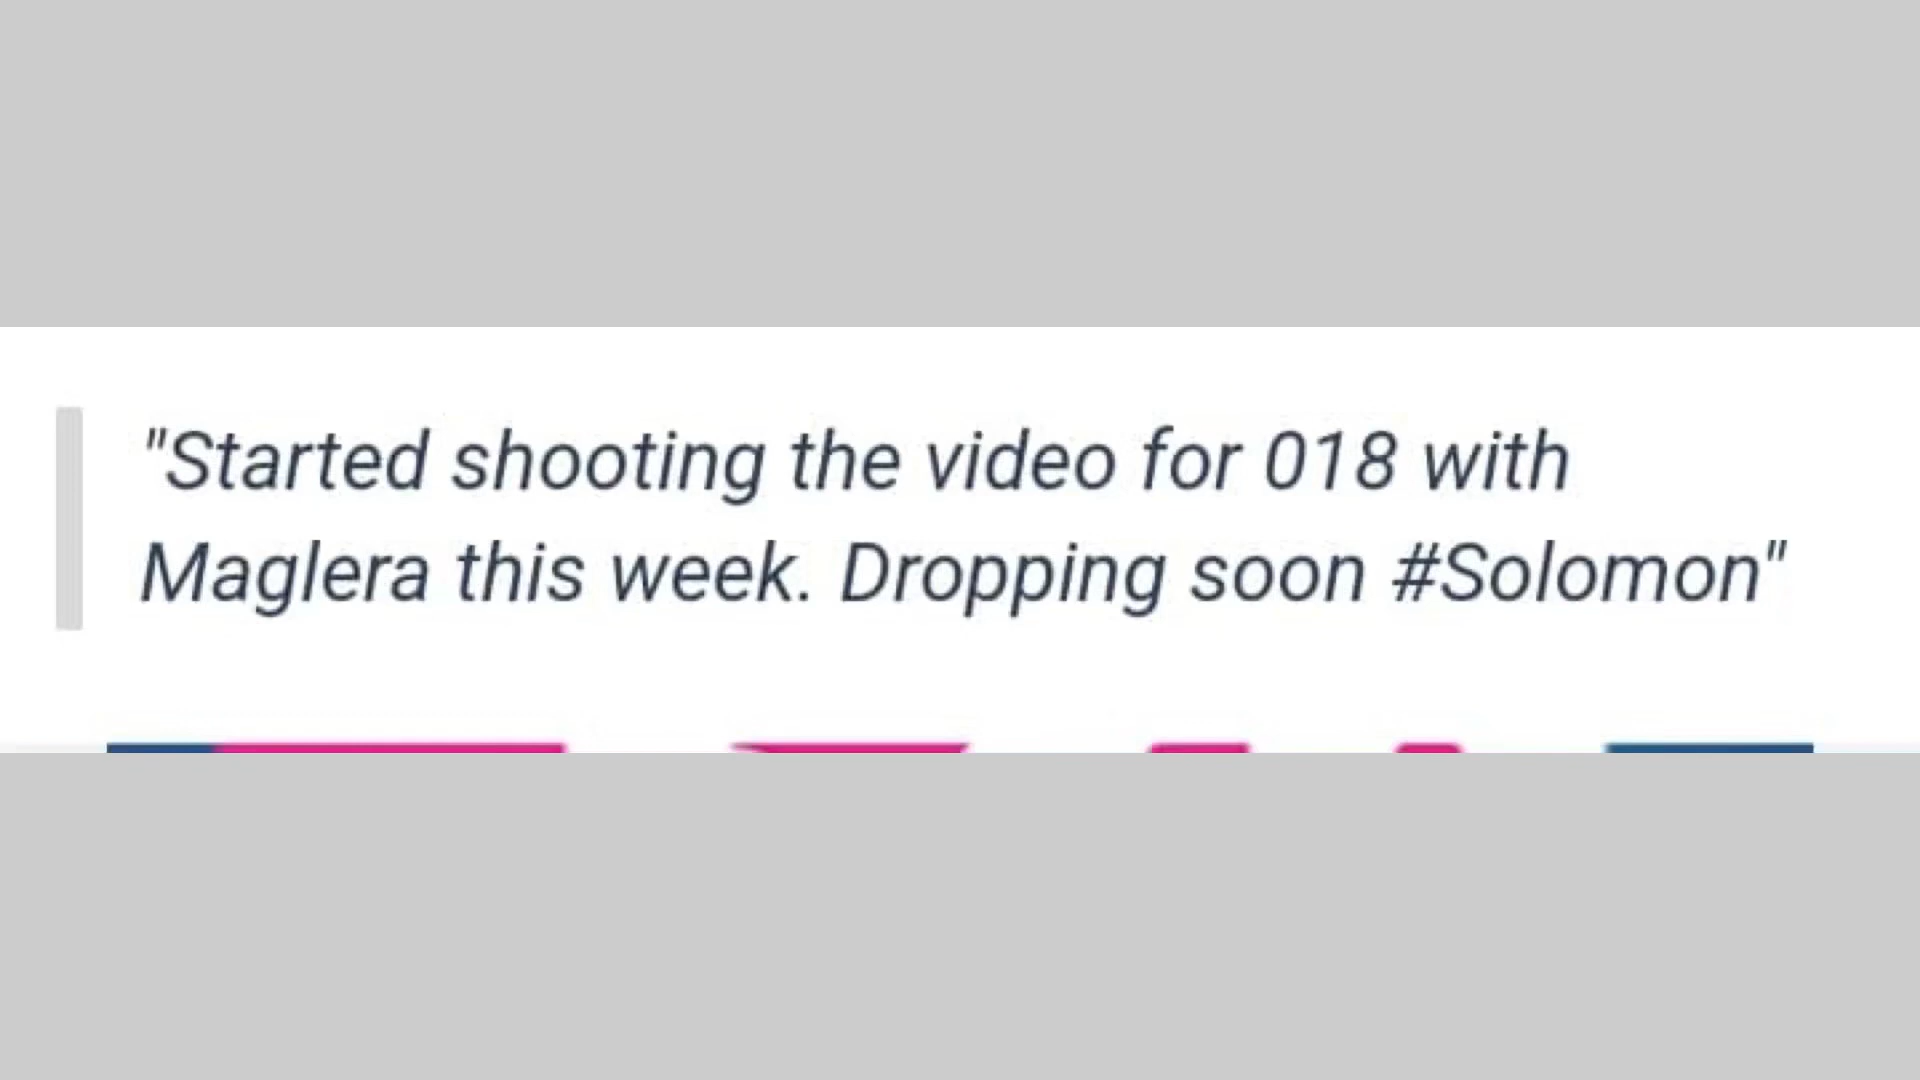 "Started shooting the video for 018 with
Maglera this week. Dropping soon #Solomon"